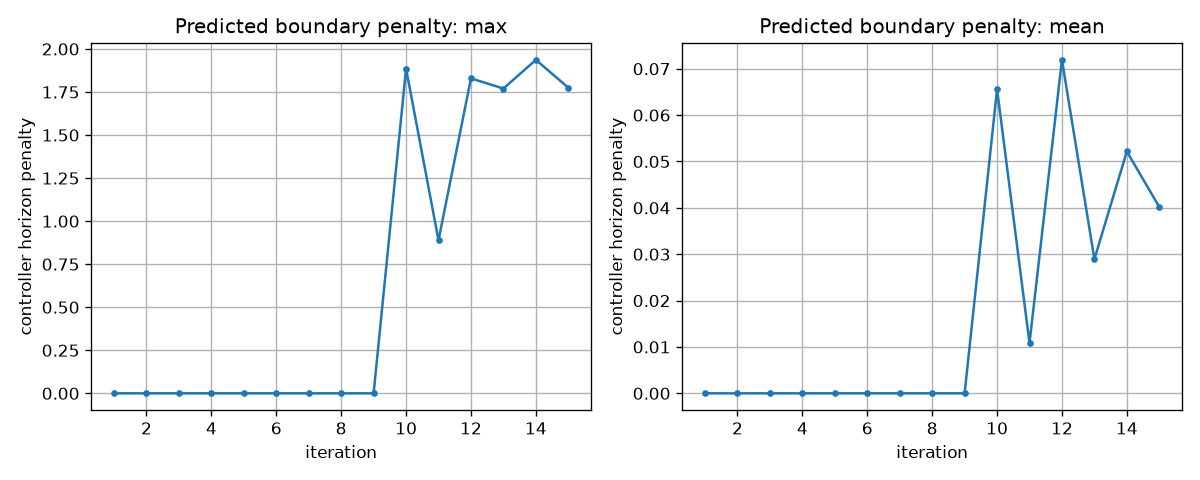 Predicted boundary penalty: max
controller horizon penalty
2.00
1.75
1.50
1.25
1.00
0.75
0.50
0.25
0.00
2 4 6 8 10 12 14
iteration
Predicted boundary penalty: mean
controller horizon penalty
0.07
0.06
0.05
0.04
0.03
0.02
0.01
0.00
2 4 6 8 10 12 14
iteration